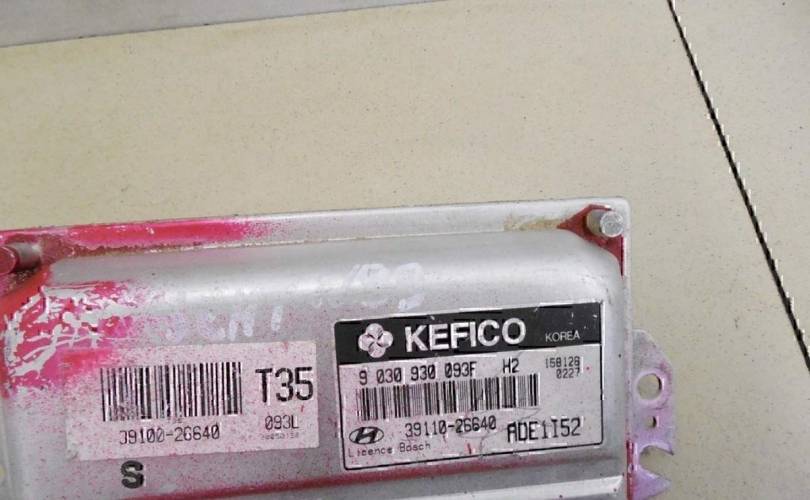 KEFICO KOREA
9 030 930 093F H2 158128
0227
39110-26640 ADE1I52
Licence Bosch
T35
39100-26640 093L
S